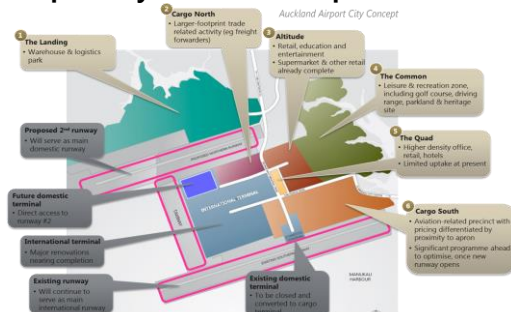 Auckland Airport City Concept
1
The Landing
• Warehouse & logistics
park
2
Cargo North
• Larger-footprint trade
related activity (eg freight
forwarders)
3
Altitude
• Retail, education and
entertainment
• Supermarket & other retail
already complete
4
The Common
• Leisure & recreation zone,
including golf course, driving
range, parkland & heritage
site
5
The Quad
• Higher density office,
retail, hotels
• Limited uptake at present
6
Cargo South
• Aviation-related precinct with
pricing differentiated by
proximity to apron
• Significant programme ahead
to optimise, once new
runway opens
Proposed 2nd runway
• Will serve as main
domestic runway
Future domestic
terminal
• Direct access to
runway #2
International terminal
• Major renovations
nearing completion
Existing runway
• Will continue to
serve as main
international runway
Existing domestic
terminal
• To be closed and
converted to cargo
INTERNATIONAL TERMINAL
MANUKAU
HARBOUR